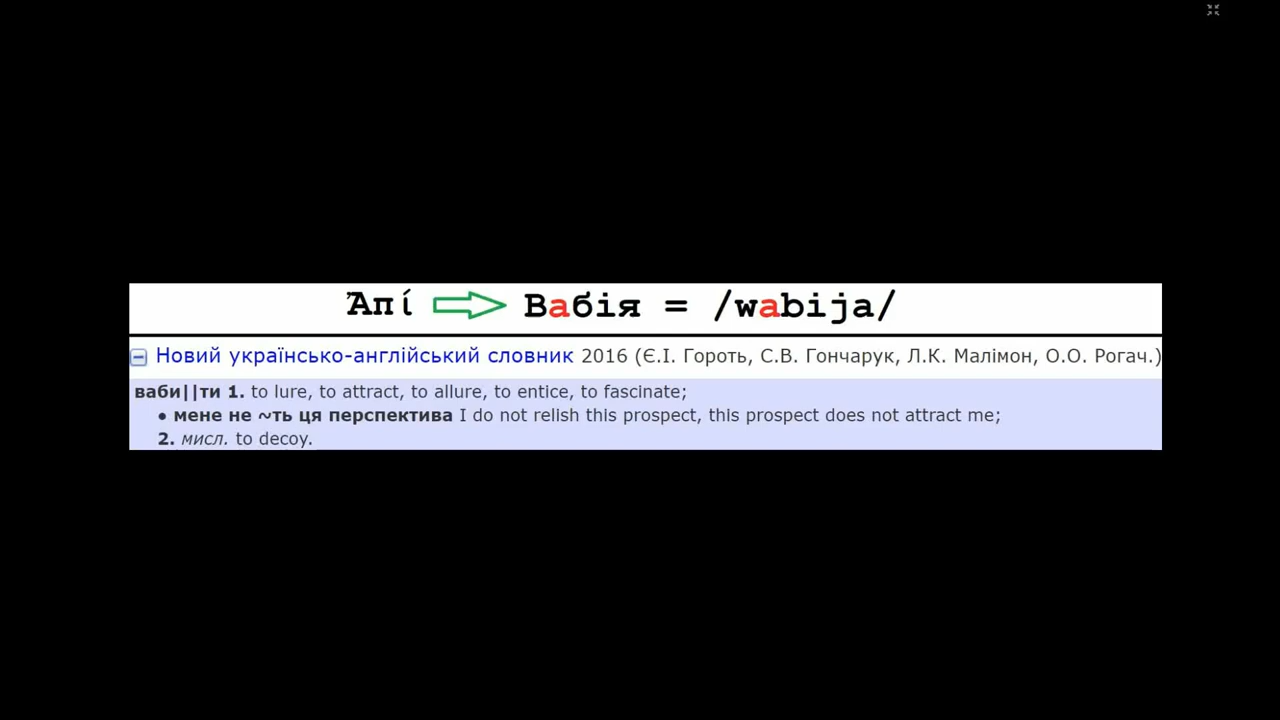 Ἀπί ⇒ Вабія = /wabija/
Новий українсько-англійський словник 2016 (Є.І. Гороть, С.В. Гончарук, Л.К. Малімон, О.О. Рогач.)
ваби||ти 1. to lure, to attract, to allure, to entice, to fascinate;
• мене не ~ть ця перспектива I do not relish this prospect, this prospect does not attract me;
2. мисл. to decoy.